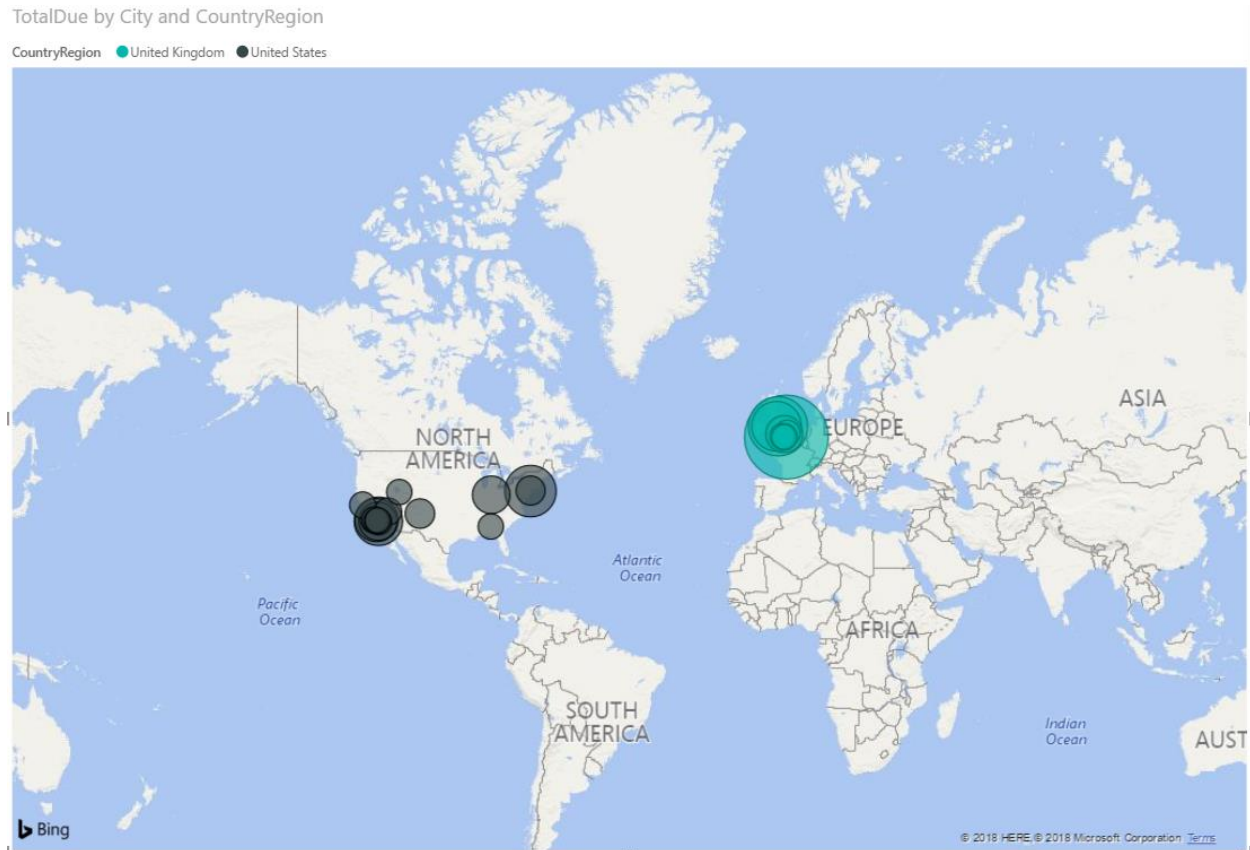 TotalDue by City and CountryRegion
CountryRegion United Kingdom United States
NORTH
AMERICA
EUROPE
ASIA
Atlantic
Ocean
Pacific
Ocean
AFRICA
SOUTH
AMERICA
Indian
Ocean
AUST
Bing
© 2018 HERE,© 2018 Microsoft Corporation Terms